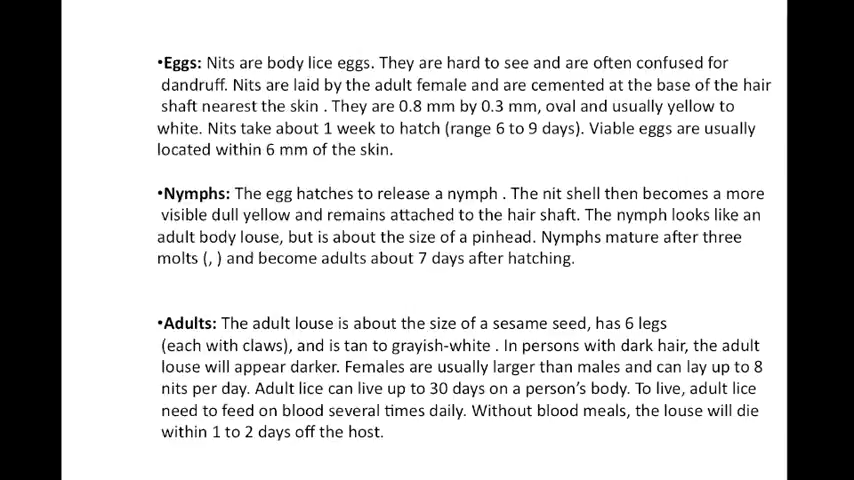 •Eggs: Nits are body lice eggs. They are hard to see and are often confused for
dandruff. Nits are laid by the adult female and are cemented at the base of the hair
shaft nearest the skin . They are 0.8 mm by 0.3 mm, oval and usually yellow to
white. Nits take about 1 week to hatch (range 6 to 9 days). Viable eggs are usually
located within 6 mm of the skin.
•Nymphs: The egg hatches to release a nymph . The nit shell then becomes a more
visible dull yellow and remains attached to the hair shaft. The nymph looks like an
adult body louse, but is about the size of a pinhead. Nymphs mature after three
molts (, ) and become adults about 7 days after hatching.
•Adults: The adult louse is about the size of a sesame seed, has 6 legs
(each with claws), and is tan to grayish-white . In persons with dark hair, the adult
louse will appear darker. Females are usually larger than males and can lay up to 8
nits per day. Adult lice can live up to 30 days on a person’s body. To live, adult lice
need to feed on blood several times daily. Without blood meals, the louse will die
within 1 to 2 days off the host.